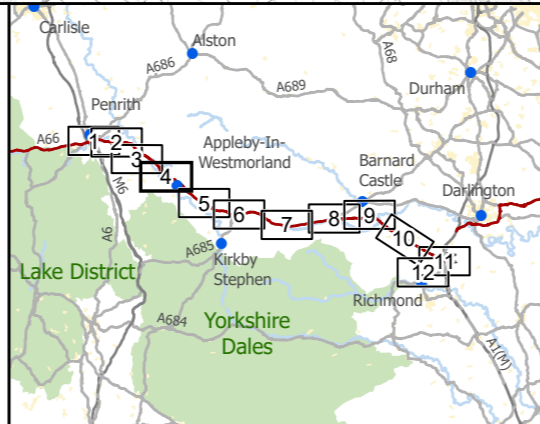 Carlisle
Alston
A68
A686
A689
Durham
Penrith
A66
1
2
3
Appleby-In-
Westmorland
Barnard
Castle
Darlington
4
M6
5
6
7
8
9
10
11
12
A6
A685
Kirkby
Stephen
Lake District
Richmond
A684
Yorkshire
Dales
A1(M)